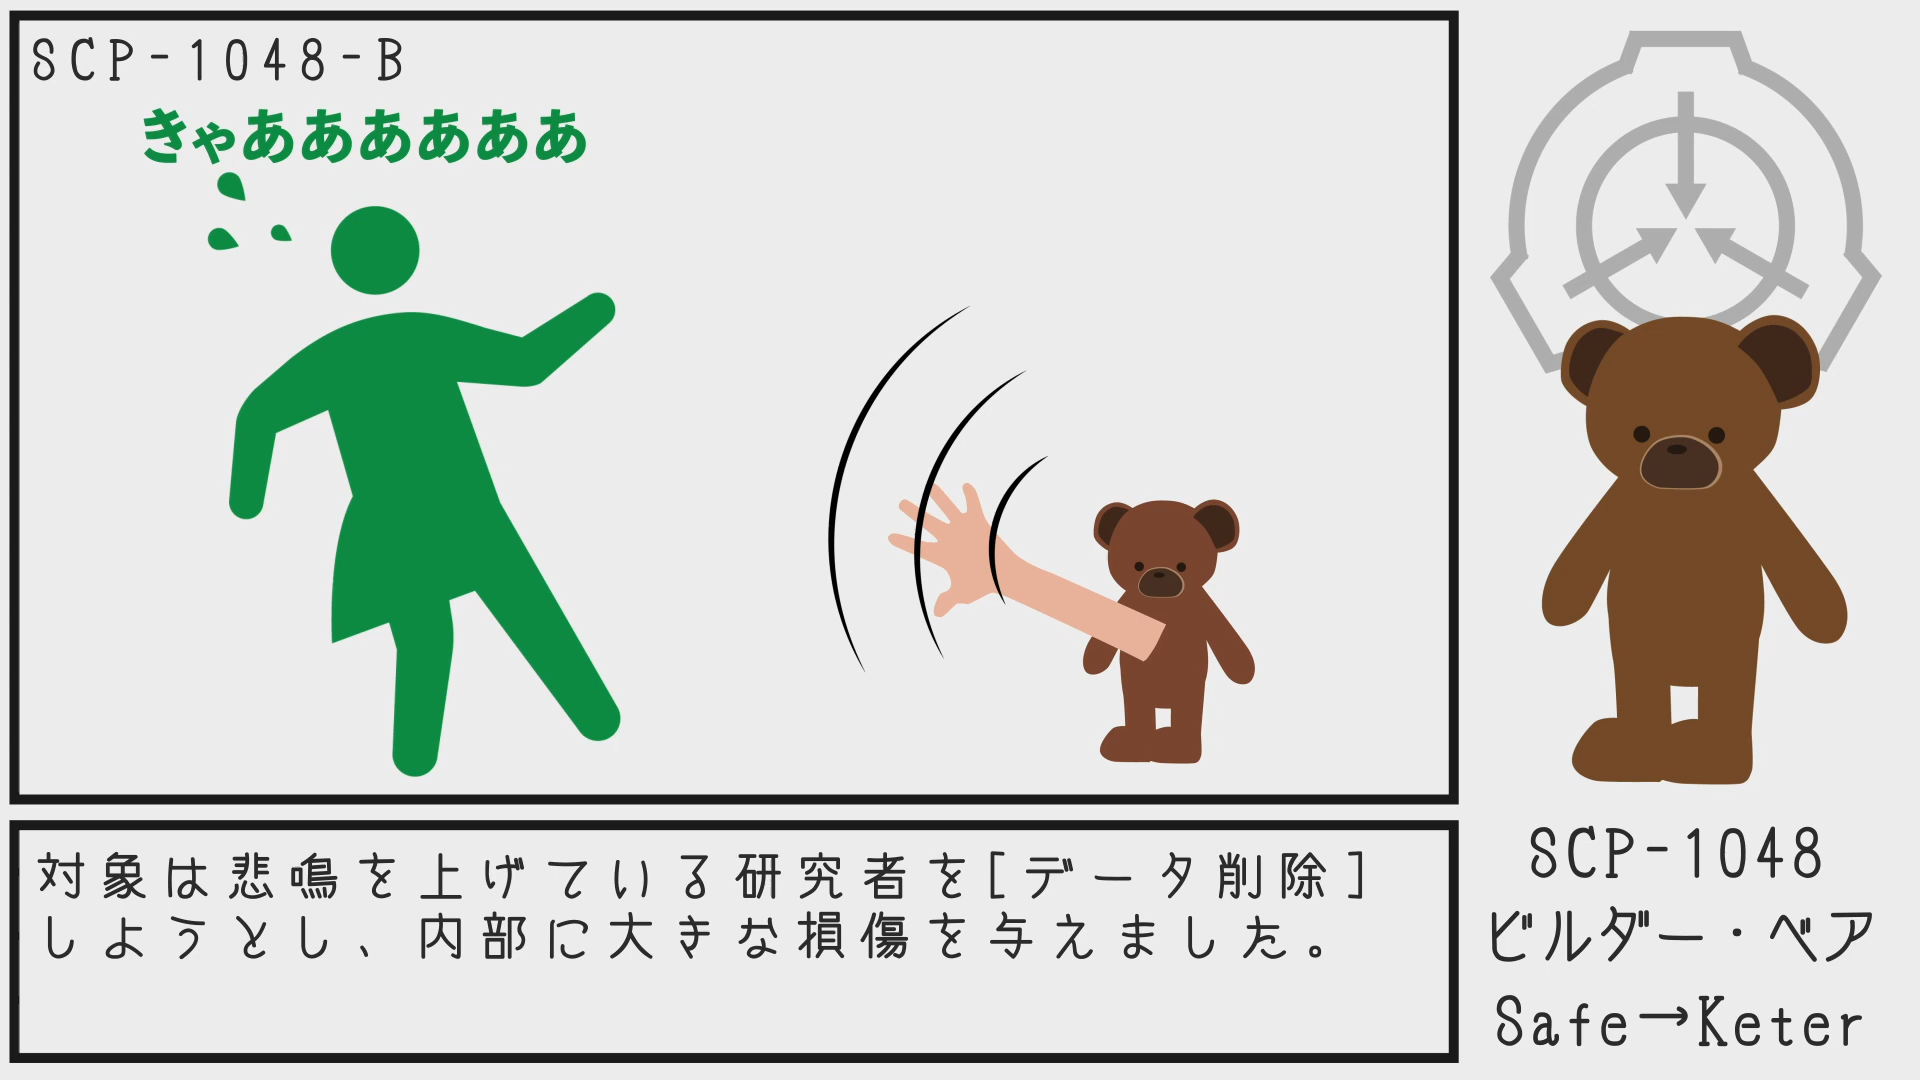 SCP-1048-B
きゃああああああ
対象は悲鳴を上げている研究者を[データ削除]
しようとし、内部に大きな損傷を与えました。
SCP-1048
ビルダー・ベア
Safe→Keter